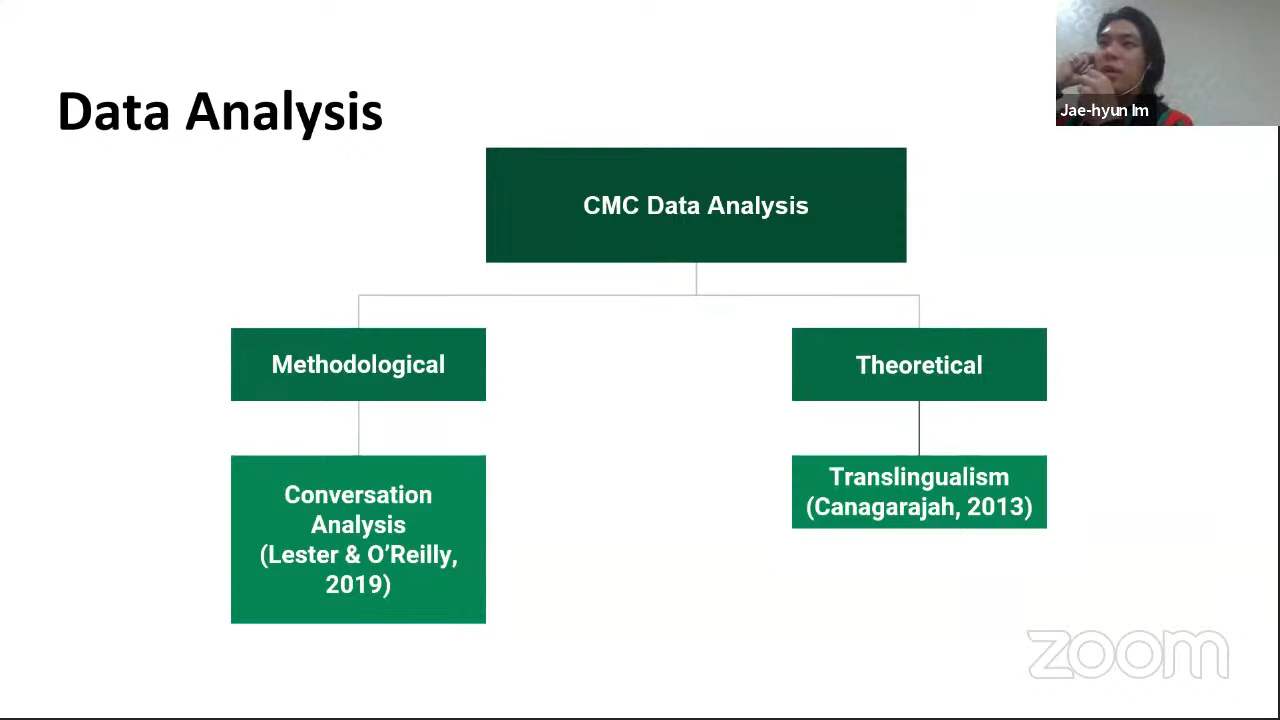 Jae-hyun Im
Data Analysis
CMC Data Analysis
Methodological
Theoretical
Conversation
Analysis
(Lester & O’Reilly,
2019)
Translingualism
(Canagarajah, 2013)
zoom